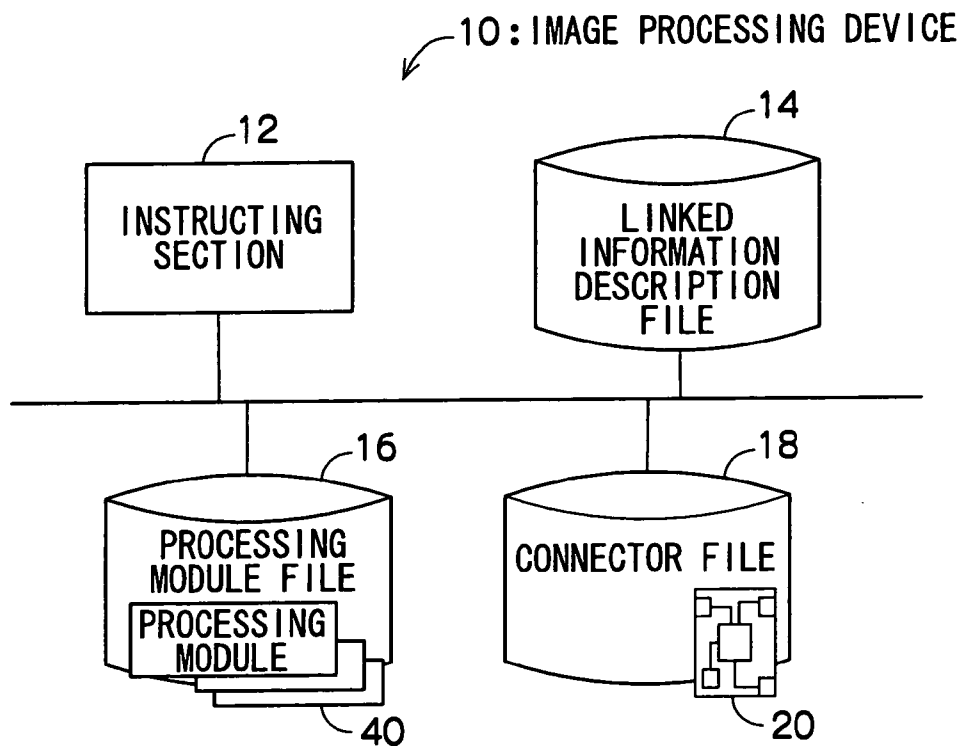 10:IMAGE PROCESSING DEVICE
12
INSTRUCTING
SECTION
14
LINKED
INFORMATION
DESCRIPTION
FILE
16
PROCESSING
MODULE FILE
PROCESSING
MODULE
40
18
CONNECTOR FILE
20